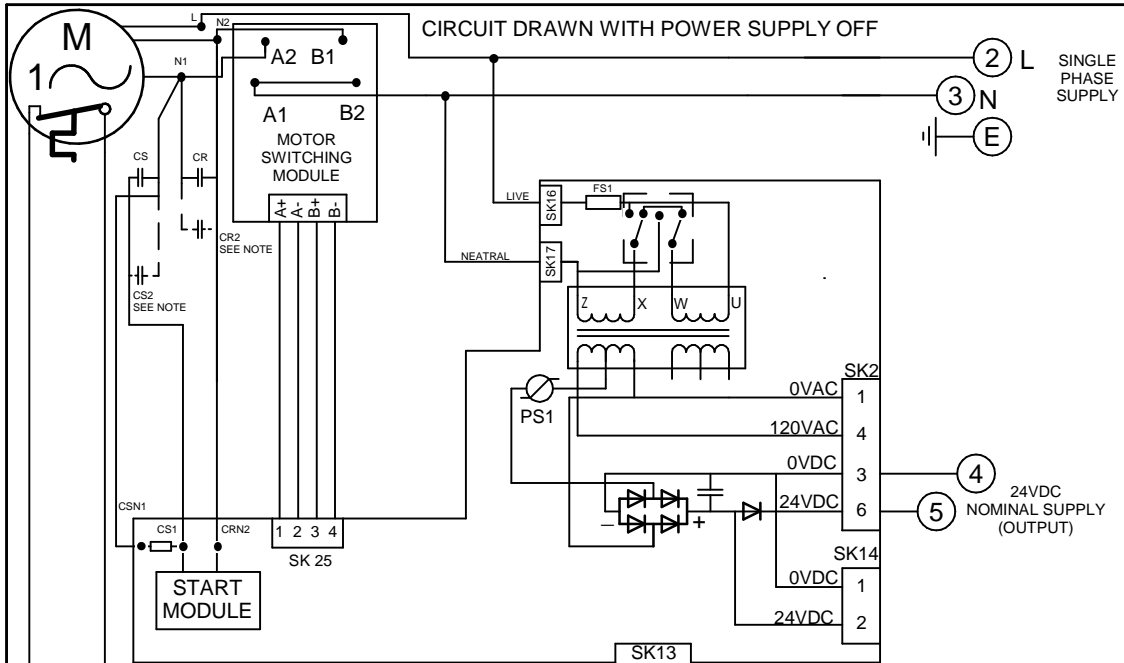 CIRCUIT DRAWN WITH POWER SUPPLY OFF
M
1
L
N2
N1
A2 B1
A1 B2
MOTOR
SWITCHING
MODULE
A+
A-
B+
B-
2 L
3 N
E
SINGLE
PHASE
SUPPLY
CS
CR
CR2
SEE NOTE
CS2
SEE NOTE
LIVE
SK16
FS1
NEATRAL
SK17
Z X W U
PS1
SK2
0VAC 1
120VAC 4
0VDC 3
24VDC 6
4
5
24VDC
NOMINAL SUPPLY
(OUTPUT)
SK14
0VDC 1
24VDC 2
+
CSN1
CS1
CRN2
1 2 3 4
SK 25
START
MODULE
SK13